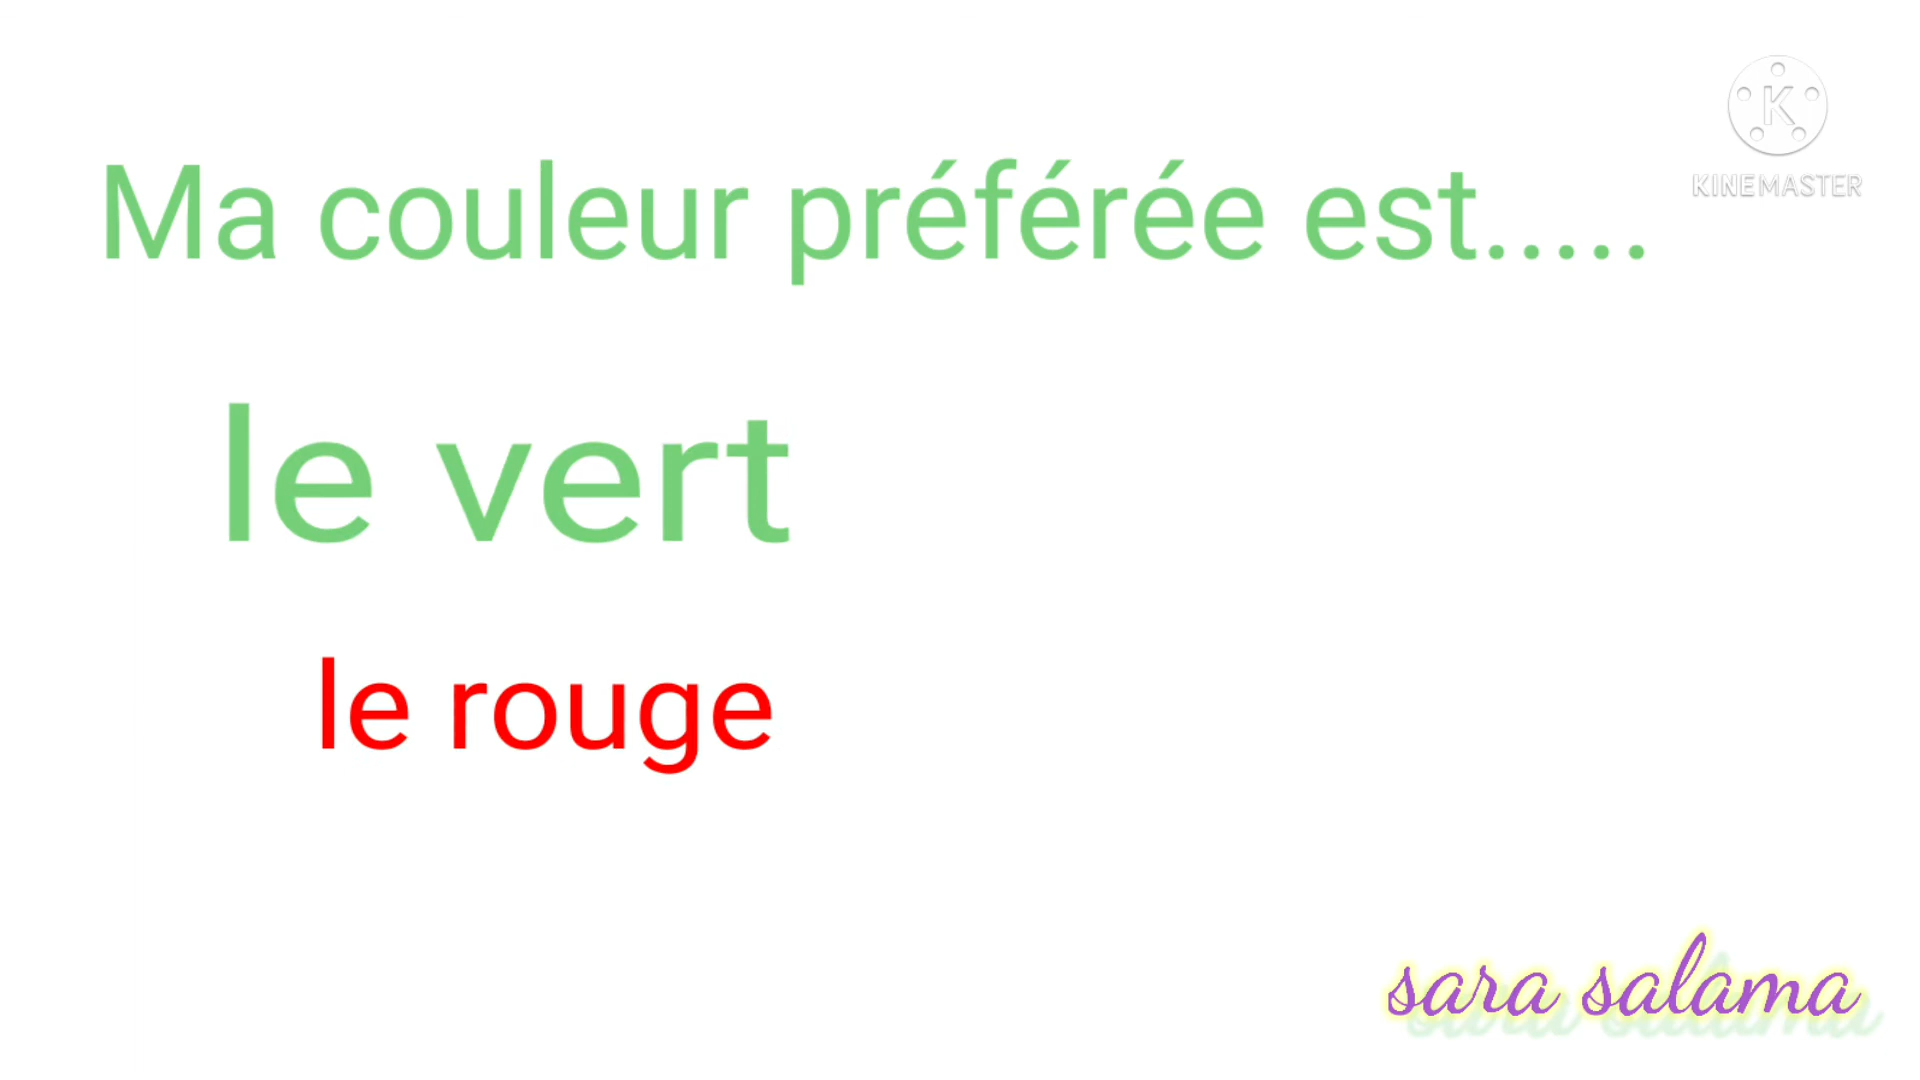 KINEMASTER
Ma couleur préférée est.....
le vert
le rouge
sara salama